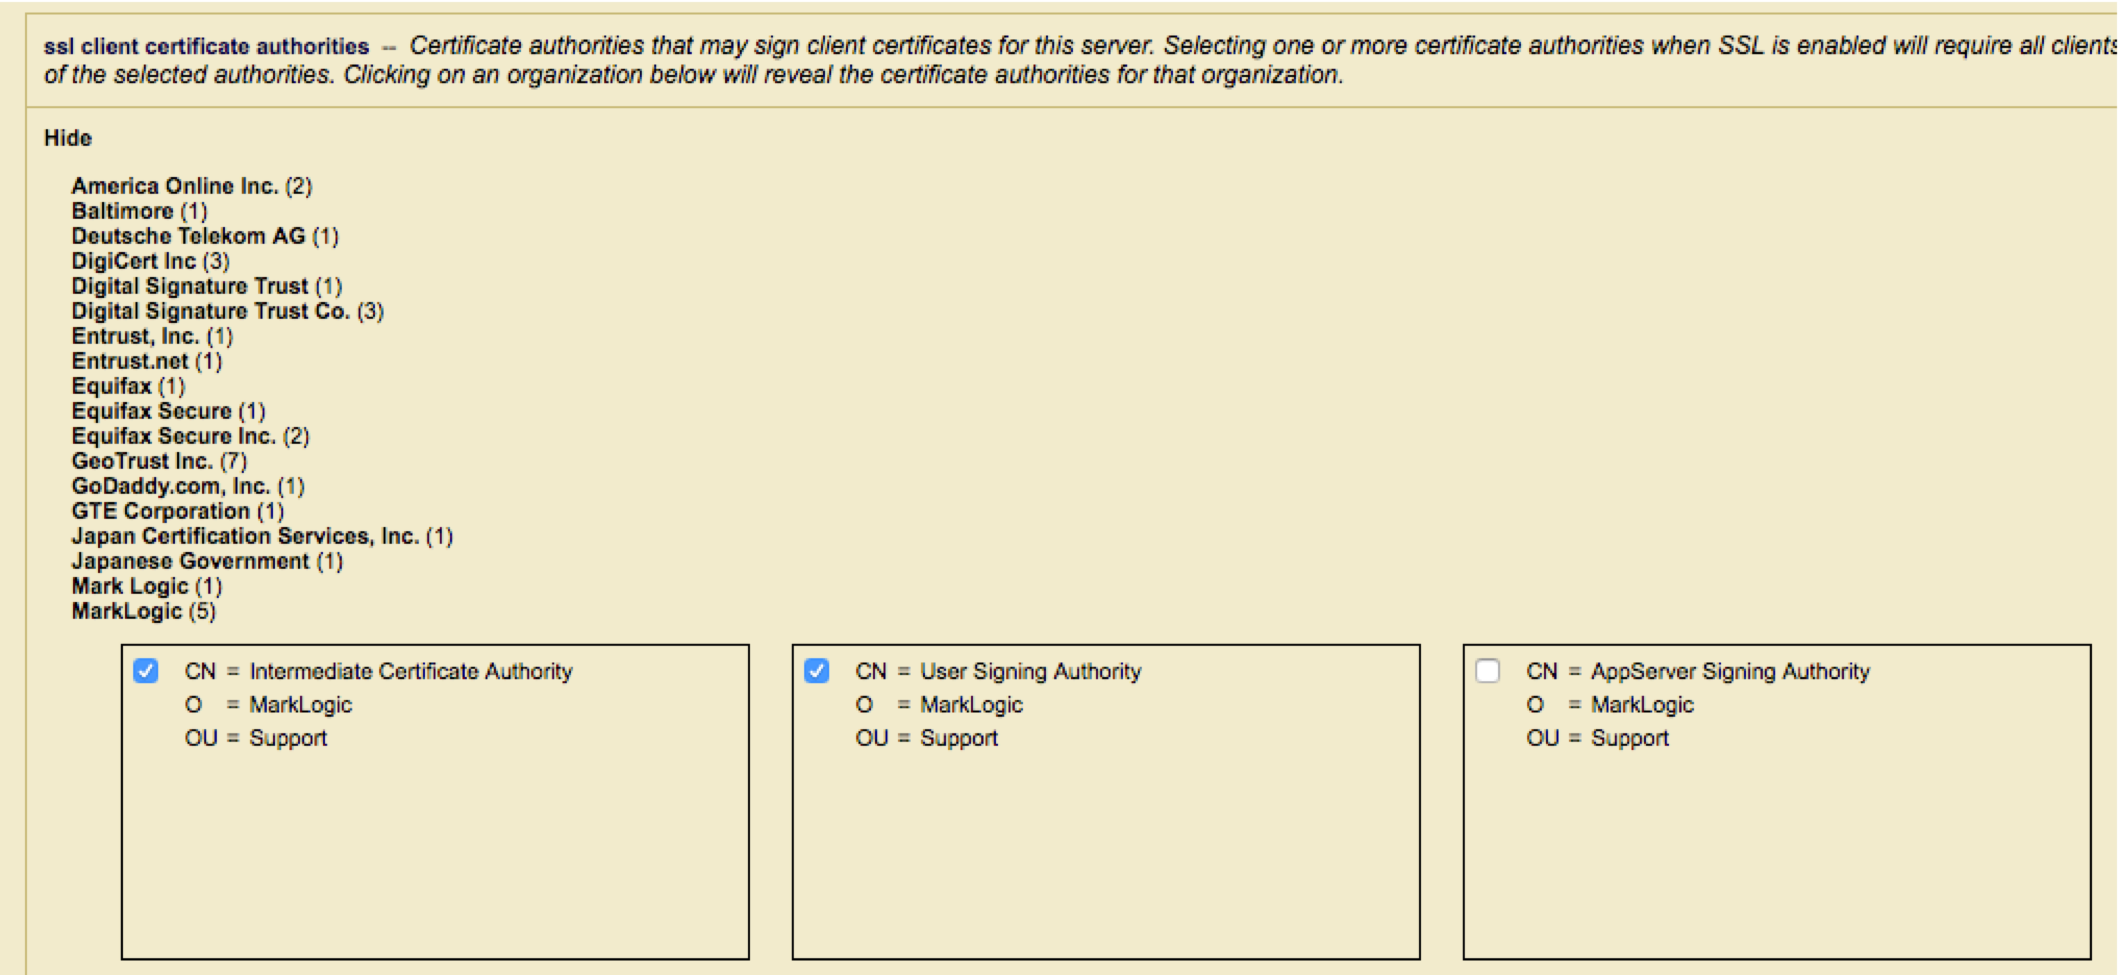 ssl client certificate authorities -- Certificate authorities that may sign client certificates for this server. Selecting one or more certificate authorities when SSL is enabled will require all clients
of the selected authorities. Clicking on an organization below will reveal the certificate authorities for that organization.
Hide
America Online Inc. (2)
Baltimore (1)
Deutsche Telekom AG (1)
DigiCert Inc (3)
Digital Signature Trust (1)
Digital Signature Trust Co. (3)
Entrust, Inc. (1)
Entrust.net (1)
Equifax (1)
Equifax Secure (1)
Equifax Secure Inc. (2)
GeoTrust Inc. (7)
GoDaddy.com, Inc. (1)
GTE Corporation (1)
Japan Certification Services, Inc. (1)
Japanese Government (1)
Mark Logic (1)
MarkLogic (5)
CN = Intermediate Certificate Authority
O = MarkLogic
OU = Support
CN = User Signing Authority
O = MarkLogic
OU = Support
CN = AppServer Signing Authority
O = MarkLogic
OU = Support